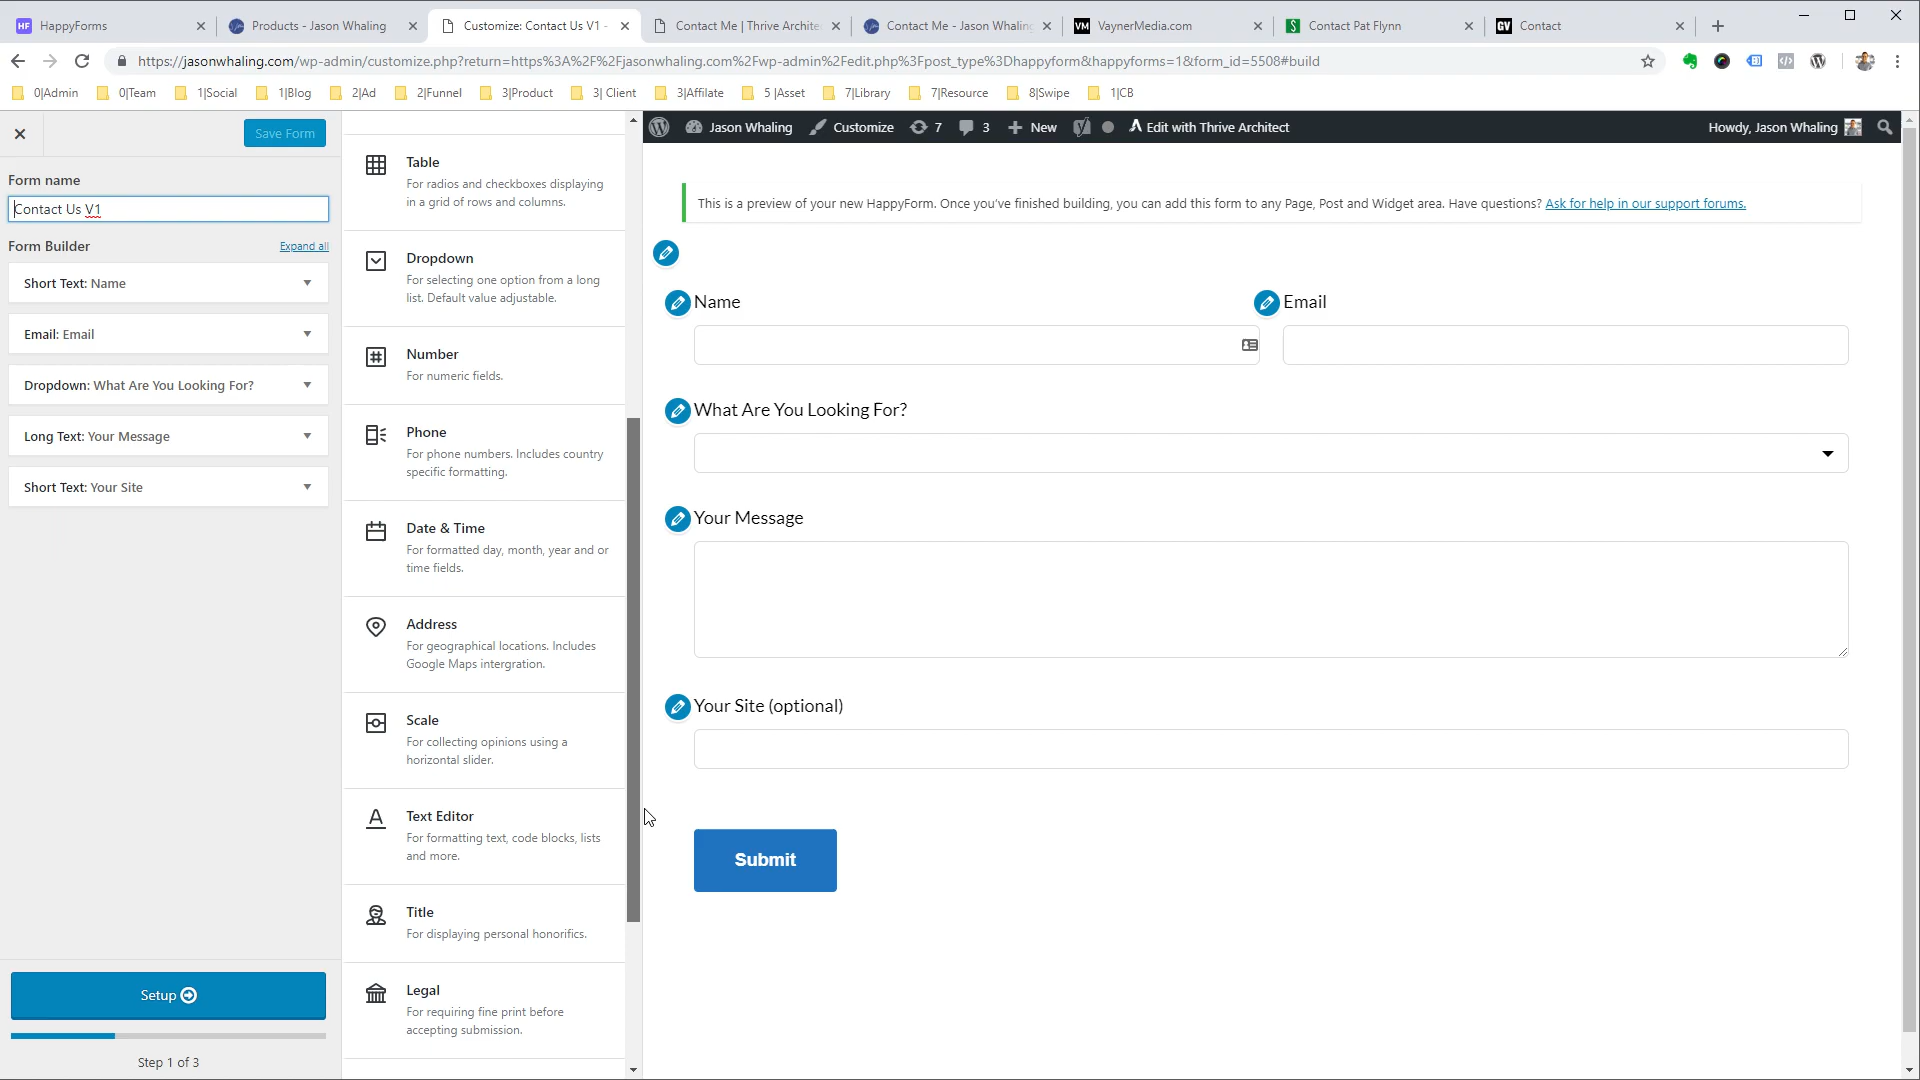 HappyForms
Products - Jason Whaling
Customize: Contact Us V1 -
Contact Me | Thrive Archite
Contact Me - Jason Whaling
VM VaynerMedia.com
Contact Pat Flynn
GV Contact
https://jasonwhaling.com/wp-admin/customize.php?return=https%3A%2F%2Fjasonwhaling.com%2Fwp-admin%2Fedit.php%3Fpost_type%3Dhappyform&happyforms=1&form_id=5508#build
0|Admin
0|Team
1|Social
1|Blog
2|Ad
2|Funnel
3|Product
3| Client
3|Affilate
5 |Asset
7|Library
7|Resource
8|Swipe
1|CB
Save Form
Form name
Contact Us V1
Form Builder
Expand all
Short Text: Name
Email: Email
Dropdown: What Are You Looking For?
Long Text: Your Message
Short Text: Your Site
Setup
Step 1 of 3
Table
For radios and checkboxes displaying
in a grid of rows and columns.
Dropdown
For selecting one option from a long
list. Default value adjustable.
Number
For numeric fields.
Phone
For phone numbers. Includes country
specific formatting.
Date & Time
For formatted day, month, year and or
time fields.
Address
For geographical locations. Includes
Google Maps intergration.
Scale
For collecting opinions using a
horizontal slider.
Text Editor
For formatting text, code blocks, lists
and more.
Title
For displaying personal honorifics.
Legal
For requiring fine print before
accepting submission.
Jason Whaling
Customize
7
3
New
Edit with Thrive Architect
Howdy, Jason Whaling
This is a preview of your new HappyForm. Once you've finished building, you can add this form to any Page, Post and Widget area. Have questions? Ask for help in our support forums.
Name
Email
What Are You Looking For?
Your Message
Your Site (optional)
Submit